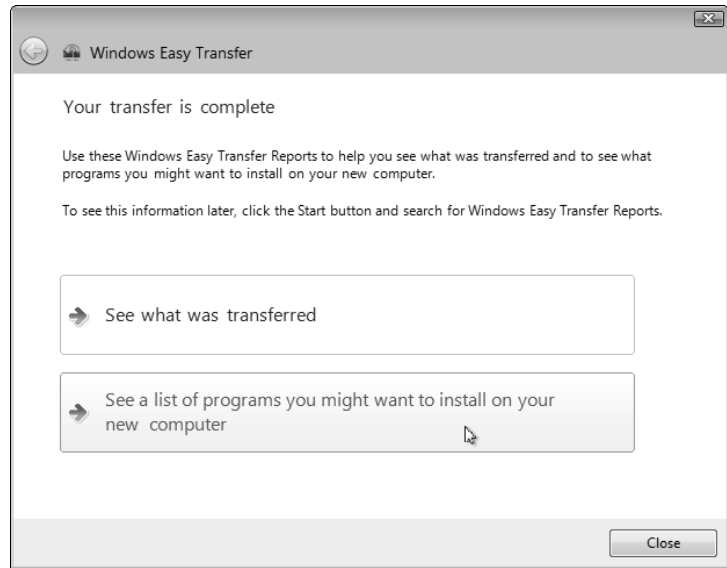 Windows Easy Transfer
Your transfer is complete
Use these Windows Easy Transfer Reports to help you see what was transferred and to see what
programs you might want to install on your new computer.
To see this information later, click the Start button and search for Windows Easy Transfer Reports.
See what was transferred
See a list of programs you might want to install on your
new computer
Close